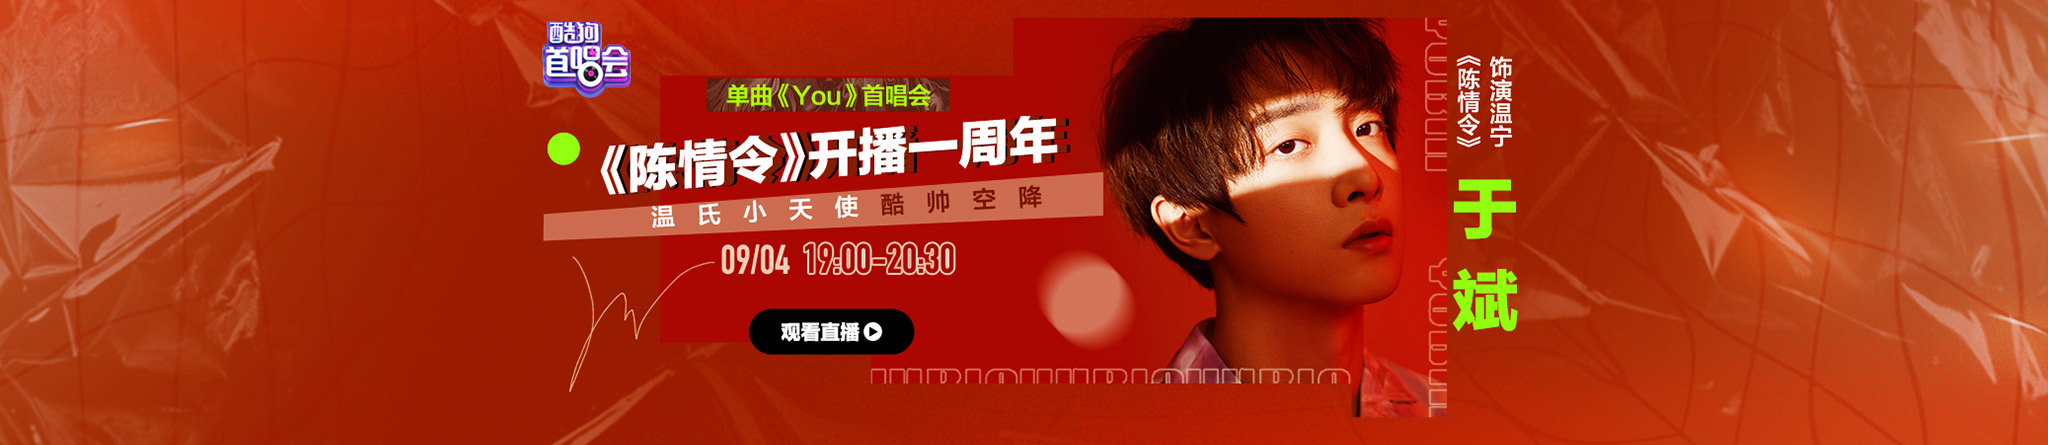 酷狗
首唱会
单曲《You》首唱会
《陈情令》开播一周年
温氏小天使酷帅空降
09/04 19:00-20:30
观看直播
饰演温宁
《陈情令》
于斌
YUBIN
YUBIN